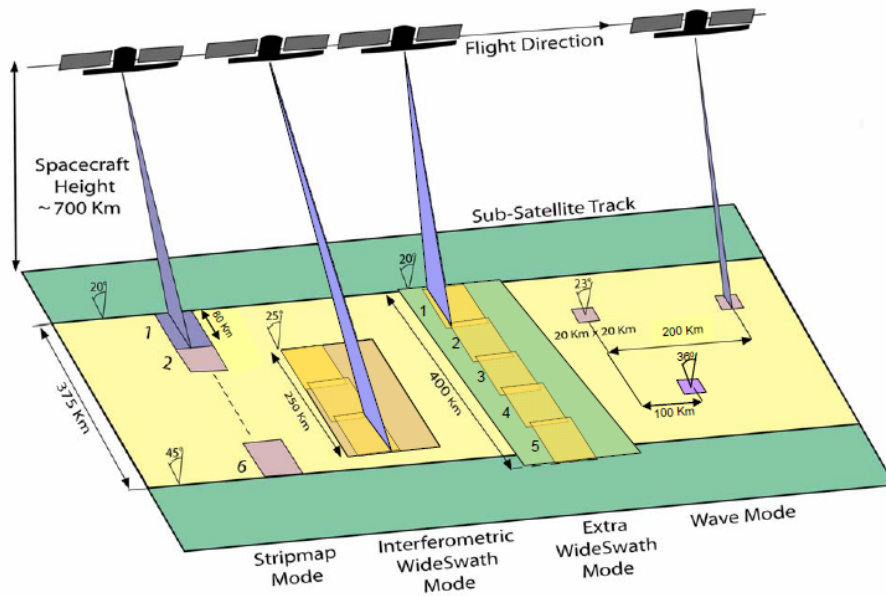 Flight Direction
Spacecraft
Height
~700 Km
Sub-Satellite Track
20°
20°
23°
25°
1
80 Km
2
1
2
3
4
5
20 Km x 20 Km
200 Km
36°
100 Km
375 Km
250 Km
400 Km
45°
6
Stripmap
Mode
Interferometric
WideSwath
Mode
Extra
WideSwath
Mode
Wave Mode